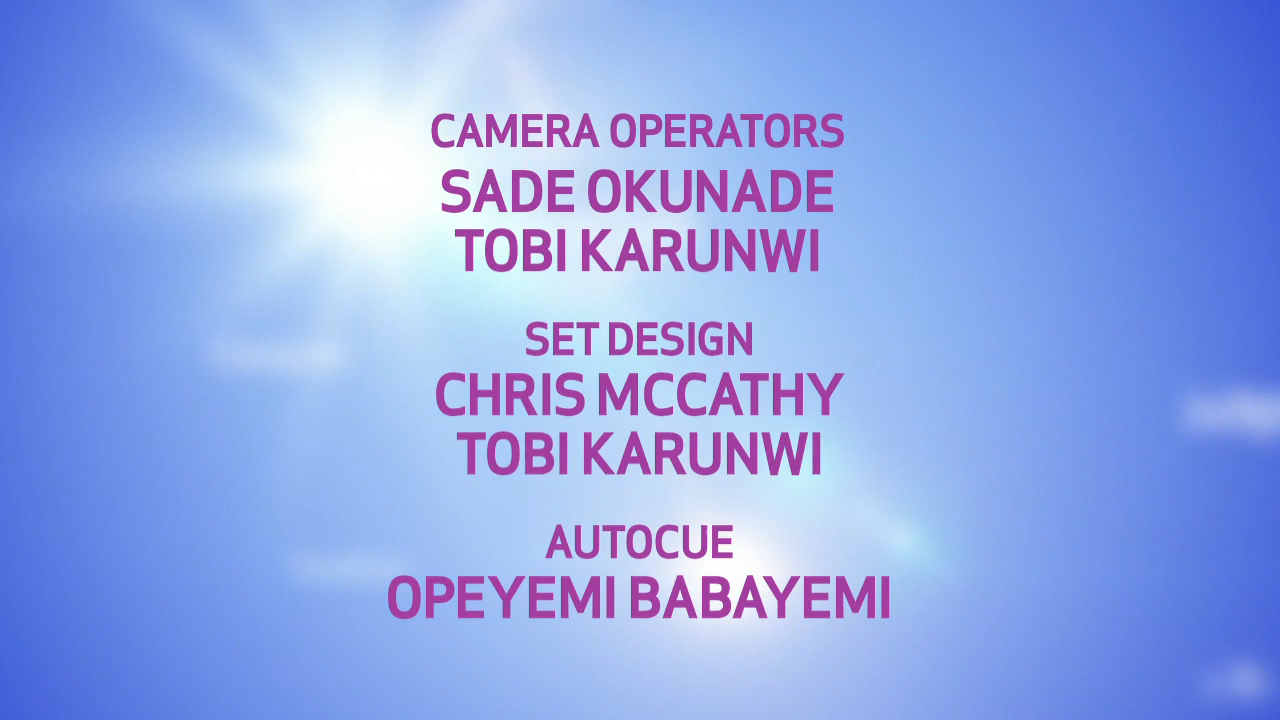 CAMERA OPERATORS
SADE OKUNADE
TOBI KARUNWI
SET DESIGN
CHRIS MCCATHY
TOBI KARUNWI
AUTOCUE
OPEYEMI BABAYEMI